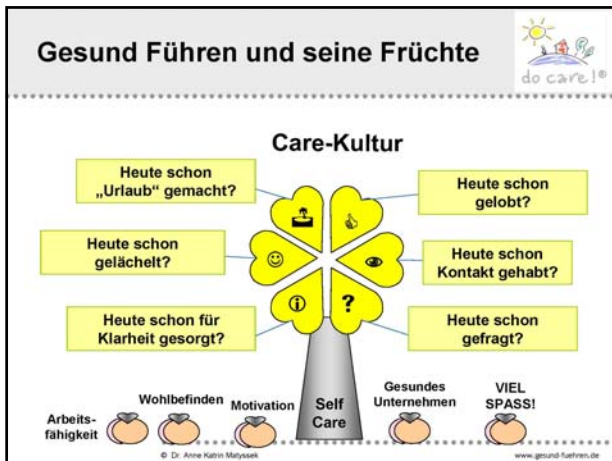 Gesund Führen und seine Früchte
do care!®
Care-Kultur
Heute schon
„Urlaub“ gemacht?
Heute schon
gelobt?
Heute schon
gelächelt?
Heute schon
Kontakt gehabt?
i
?
Heute schon für
Klarheit gesorgt?
Heute schon
gefragt?
Arbeits-
fähigkeit
Wohlbefinden
Motivation
Self
Care
Gesundes
Unternehmen
VIEL
SPASS!
© Dr. Anne Katrin Matyssek
www.gesund-fuehren.de